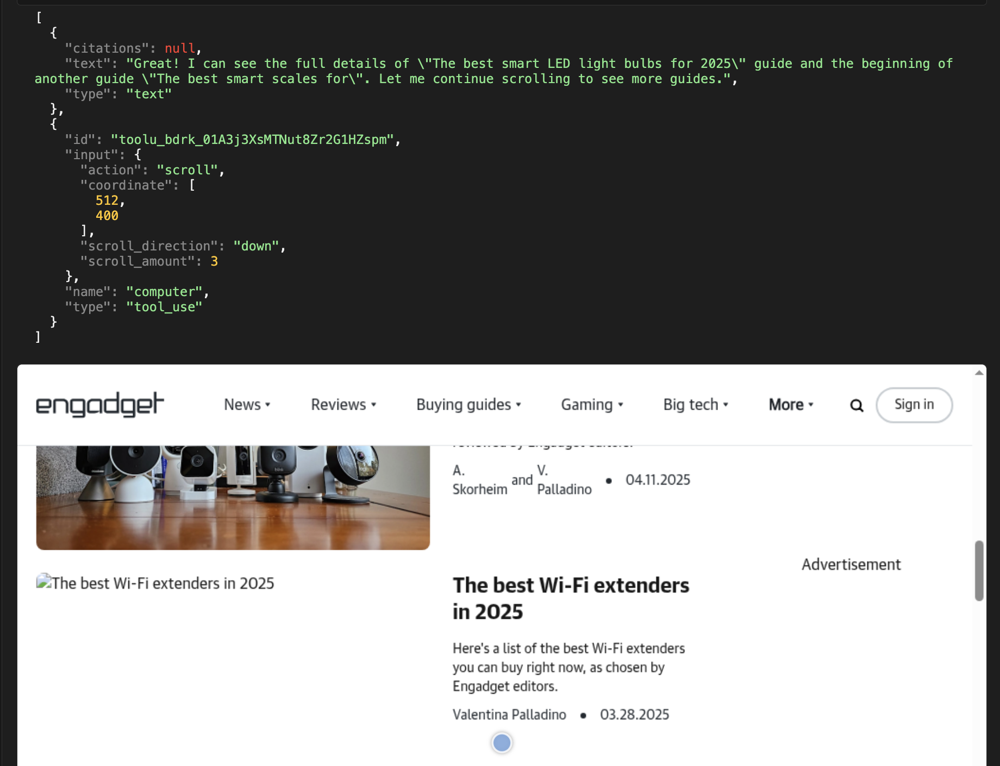 [
{
"citations": null,
"text": "Great! I can see the full details of \"The best smart LED light bulbs for 2025\" guide and the beginning of
another guide \"The best smart scales for\". Let me continue scrolling to see more guides.",
"type": "text"
},
{
"id": "toolu_bdrk_01A3j3XsMTNut8Zr2G1HZspm",
"input": {
"action": "scroll",
"coordinate": [
512,
400
],
"scroll_direction": "down",
"scroll_amount": 3
},
"name": "computer",
"type": "tool_use"
}
]
engadget News Reviews Buying guides Gaming Big tech More Sign in
reviewed by Engadget editors.
A. Skorheim and V. Palladino • 04.11.2025
blink
Advertisement
The best Wi-Fi extenders in 2025
The best Wi-Fi extenders
in 2025
Here's a list of the best Wi-Fi extenders
you can buy right now, as chosen by
Engadget editors.
Valentina Palladino • 03.28.2025